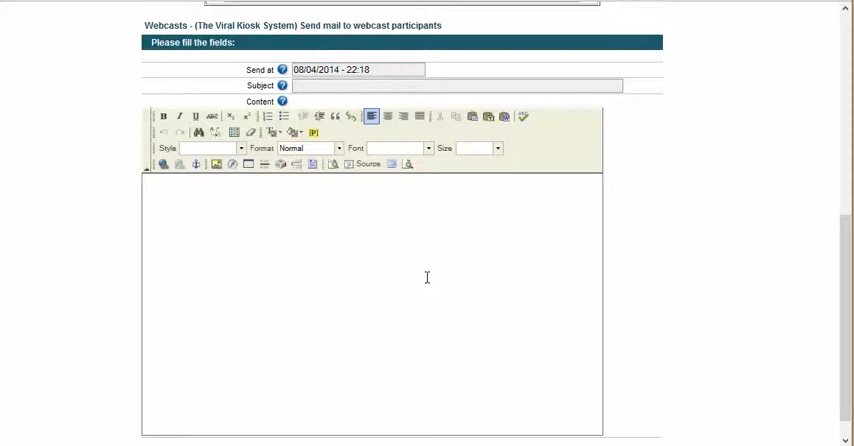 Webcasts - (The Viral Kiosk System) Send mail to webcast participants
Please fill the fields:
Send at ? 08/04/2014 - 22:18
Subject ?
Content ?
B I U ABC
[P]
Style Format Normal Font Size
Source